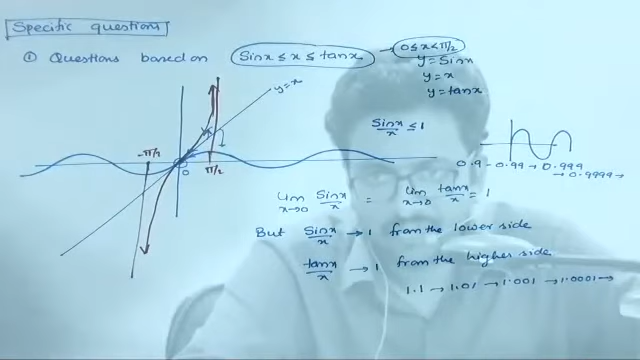 Specific questions
① Questions based on sinx ≤ x ≤ tanx → 0 ≤ x < π/2
y = sinx
y = x
y = tanx
y = x
sinx/x ≤ 1
-π/2
0
π/2
0.9 → 0.99 → 0.999
→ 0.9999 →
lim x→0 sinx/x = lim x→0 tanx/x = 1
But sinx/x → 1 from the lower side
tanx/x → 1 from the higher side
1.1 → 1.01 → 1.001 → 1.0001 →